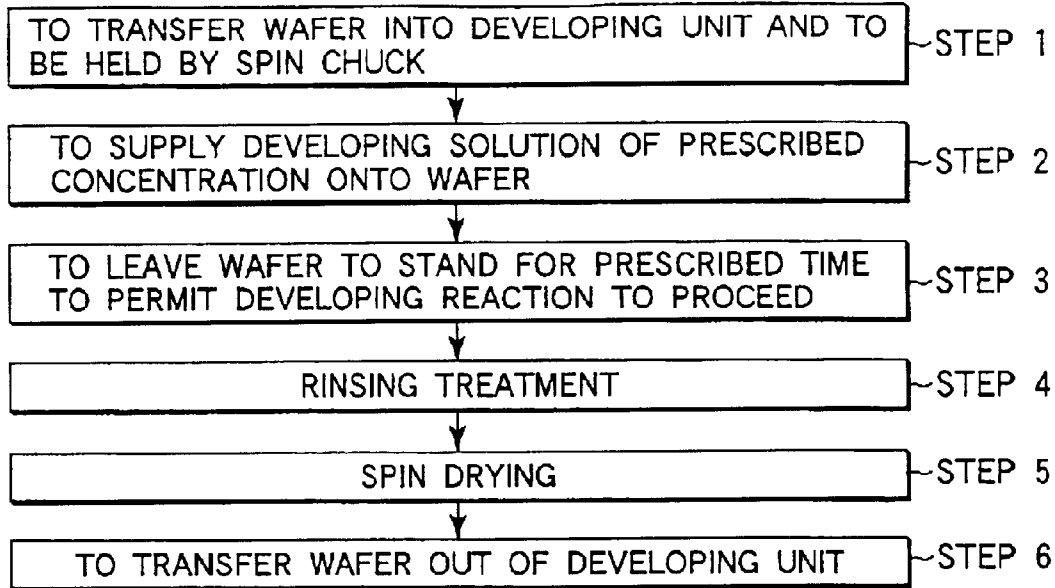 TO TRANSFER WAFER INTO DEVELOPING UNIT AND TO
BE HELD BY SPIN CHUCK
STEP 1
TO SUPPLY DEVELOPING SOLUTION OF PRESCRIBED
CONCENTRATION ONTO WAFER
STEP 2
TO LEAVE WAFER TO STAND FOR PRESCRIBED TIME
TO PERMIT DEVELOPING REACTION TO PROCEED
STEP 3
RINSING TREATMENT
STEP 4
SPIN DRYING
STEP 5
TO TRANSFER WAFER OUT OF DEVELOPING UNIT
STEP 6